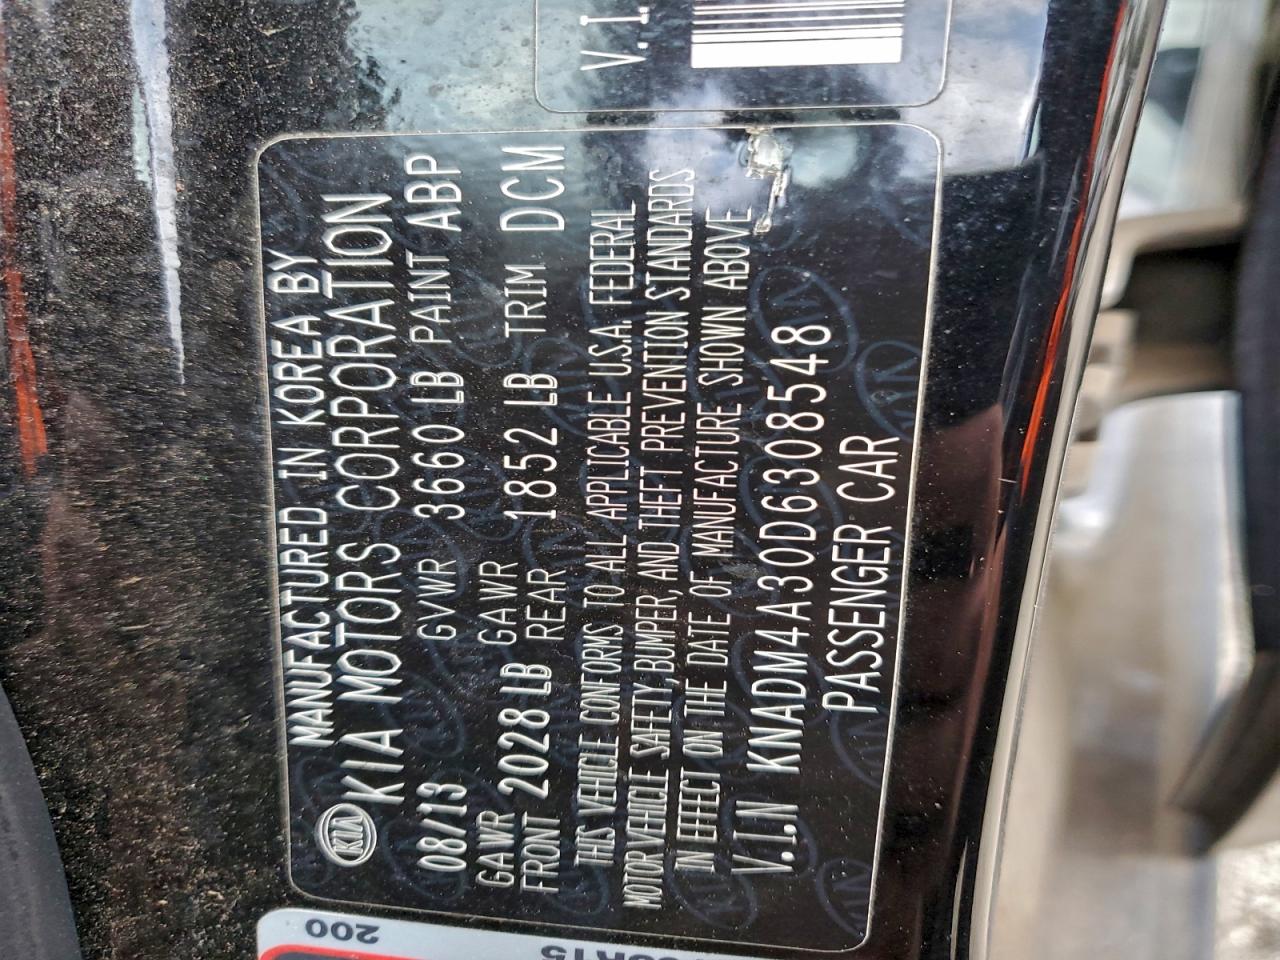 V.I
MANUFACTURED IN KOREA BY
KIA
KIA MOTORS CORPORATION
08/13 GVWR 3660 LB PAINT ABP
GAWR FRONT 2028 LB GAWR REAR 1852 LB TRIM DCM
THIS VEHICLE CONFORMS TO ALL APPLICABLE U.S.A. FEDERAL
MOTOR VEHICLE SAFETY, BUMPER, AND THEFT PREVENTION STANDARDS
IN EFFECT ON THE DATE OF MANUFACTURE SHOWN ABOVE
V.I.N KNADM4A30D6308548
PASSENGER CAR
200